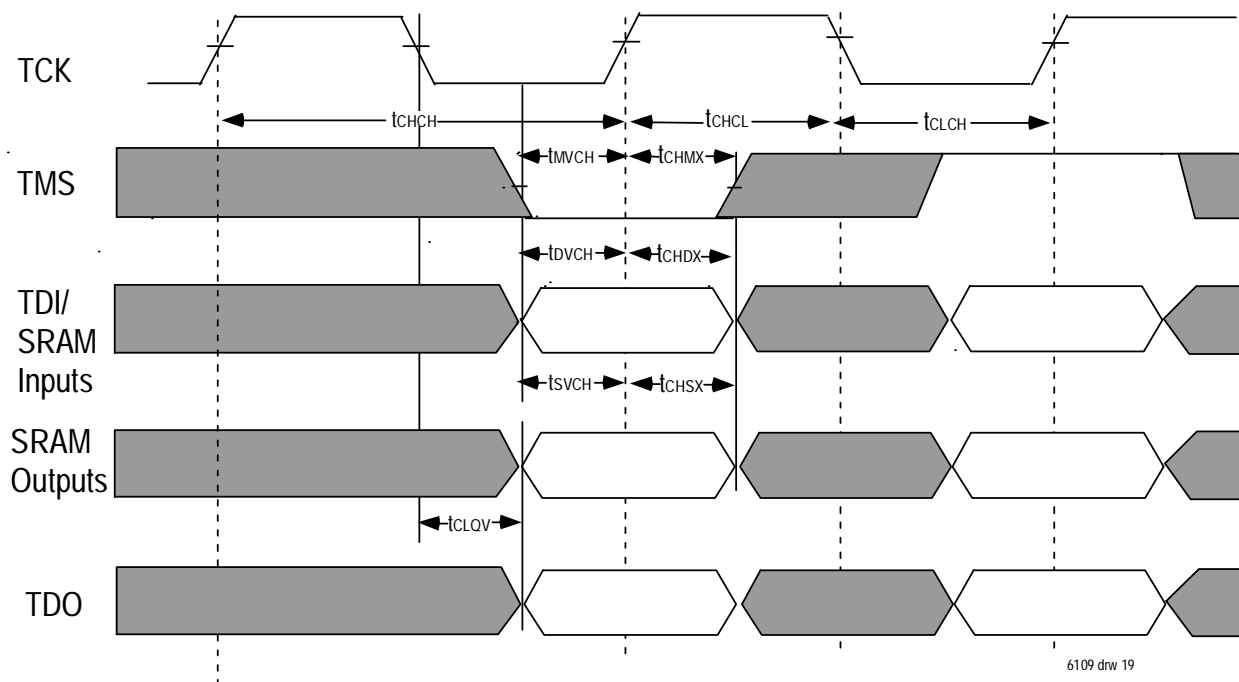 TCK
tCHCH
tCHCL
tCLCH
TMS
tMVCH
tCHMX
tDVCH
tCHDX
TDI/
SRAM
Inputs
tSVCH
tCHSX
SRAM
Outputs
tCLQV
TDO
6109 drw 19